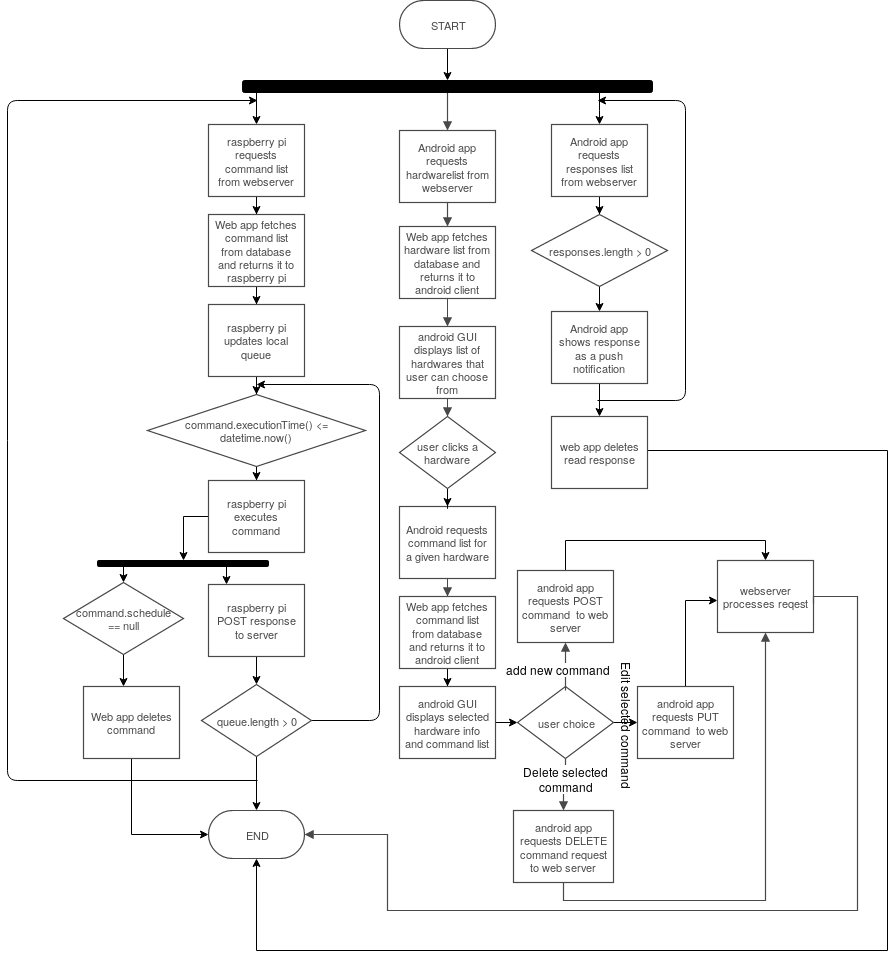 START
raspberry pi
requests
command list
from webserver
Web app fetches
command list
from database
and returns it to
raspberry pi
raspberry pi
updates local
queue
command.executionTime() <=
datetime.now()
raspberry pi
executes
command
command.schedule
== null
raspberry pi
POST response
to server
Web app deletes
command
queue.length > 0
END
Android app
requests
hardwarelist from
webserver
Web app fetches
hardware list from
database and
returns it to
android client
android GUI
displays list of
hardwares that
user can choose
from
user clicks a
hardware
Android requests
command list for
a given hardware
Web app fetches
command list
from database
and returns it to
android client
android GUI
displays selected
hardware info
and command list
user choice
add new command
android app
requests POST
command to web
server
Edit selected command
android app
requests PUT
command to web
server
Delete selected
command
android app
requests DELETE
command request
to web server
webserver
processes reqest
Android app
requests
responses list
from webserver
responses.length > 0
Android app
shows response
as a push
notification
web app deletes
read response